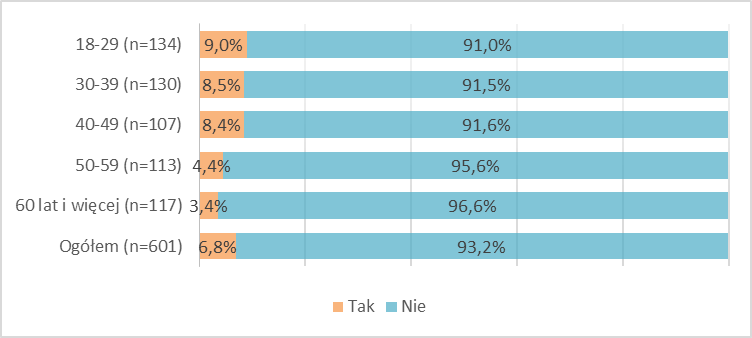 18-29 (n=134) 9,0% 91,0%
30-39 (n=130) 8,5% 91,5%
40-49 (n=107) 8,4% 91,6%
50-59 (n=113) 4,4% 95,6%
60 lat i więcej (n=117) 3,4% 96,6%
Ogółem (n=601) 6,8% 93,2%
Tak Nie